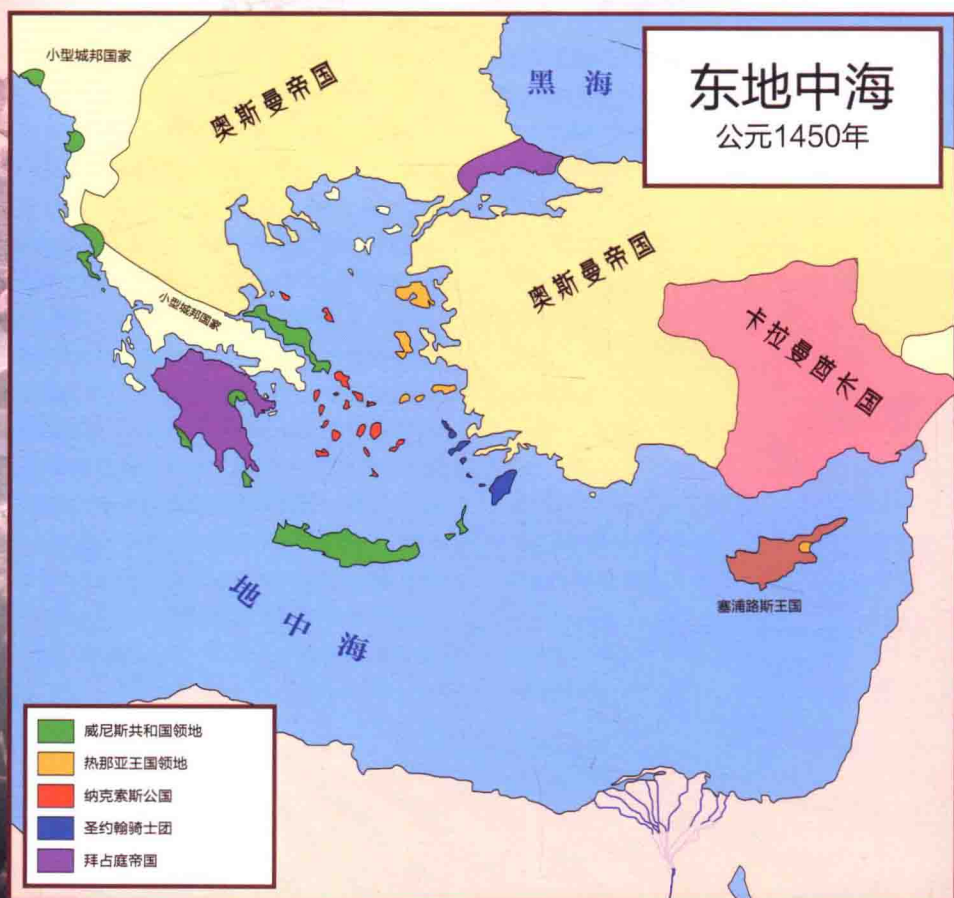 东地中海
公元1450年
小型城邦国家
奥斯曼帝国
黑海
奥斯曼帝国
卡拉曼酋长国
小型城邦国家
塞浦路斯王国
地中海
威尼斯共和国领地
热那亚王国领地
纳克索斯公国
圣约翰骑士团
拜占庭帝国